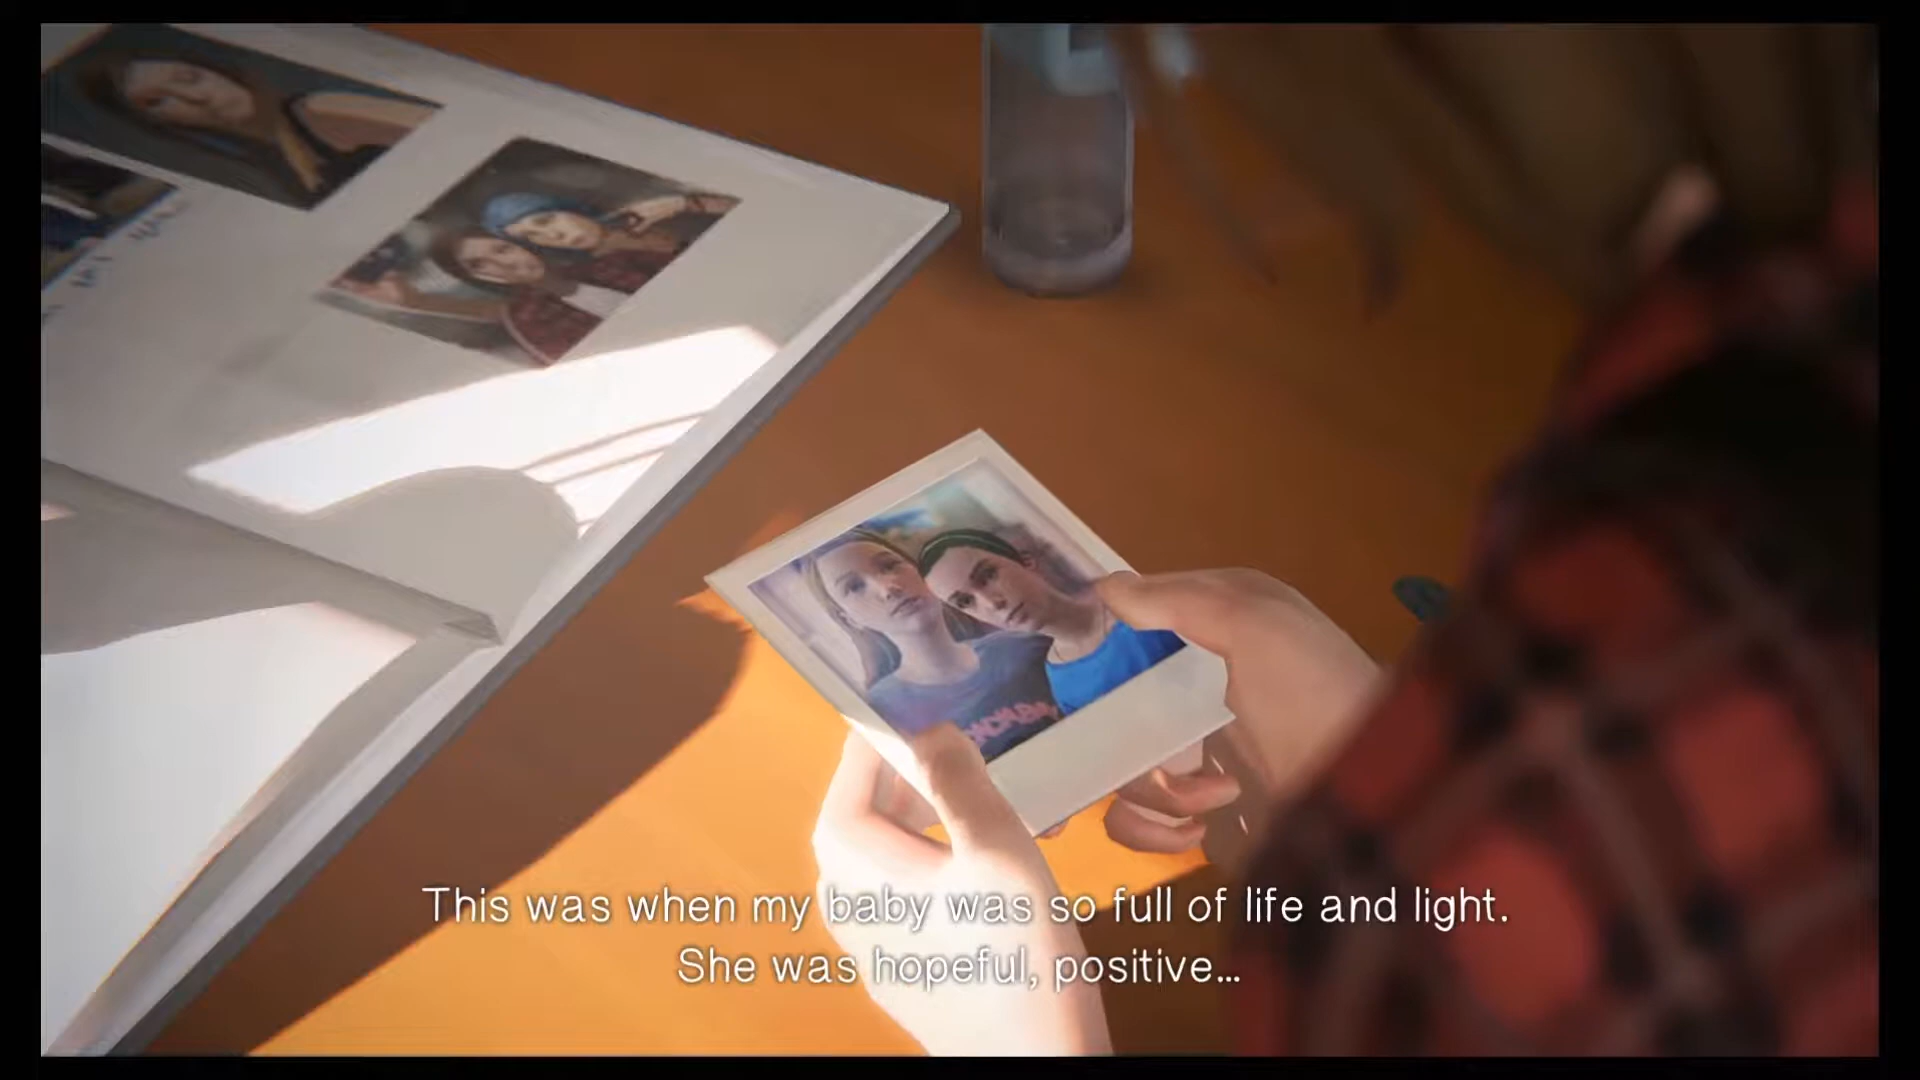 This was when my baby was so full of life and light.
She was hopeful, positive...